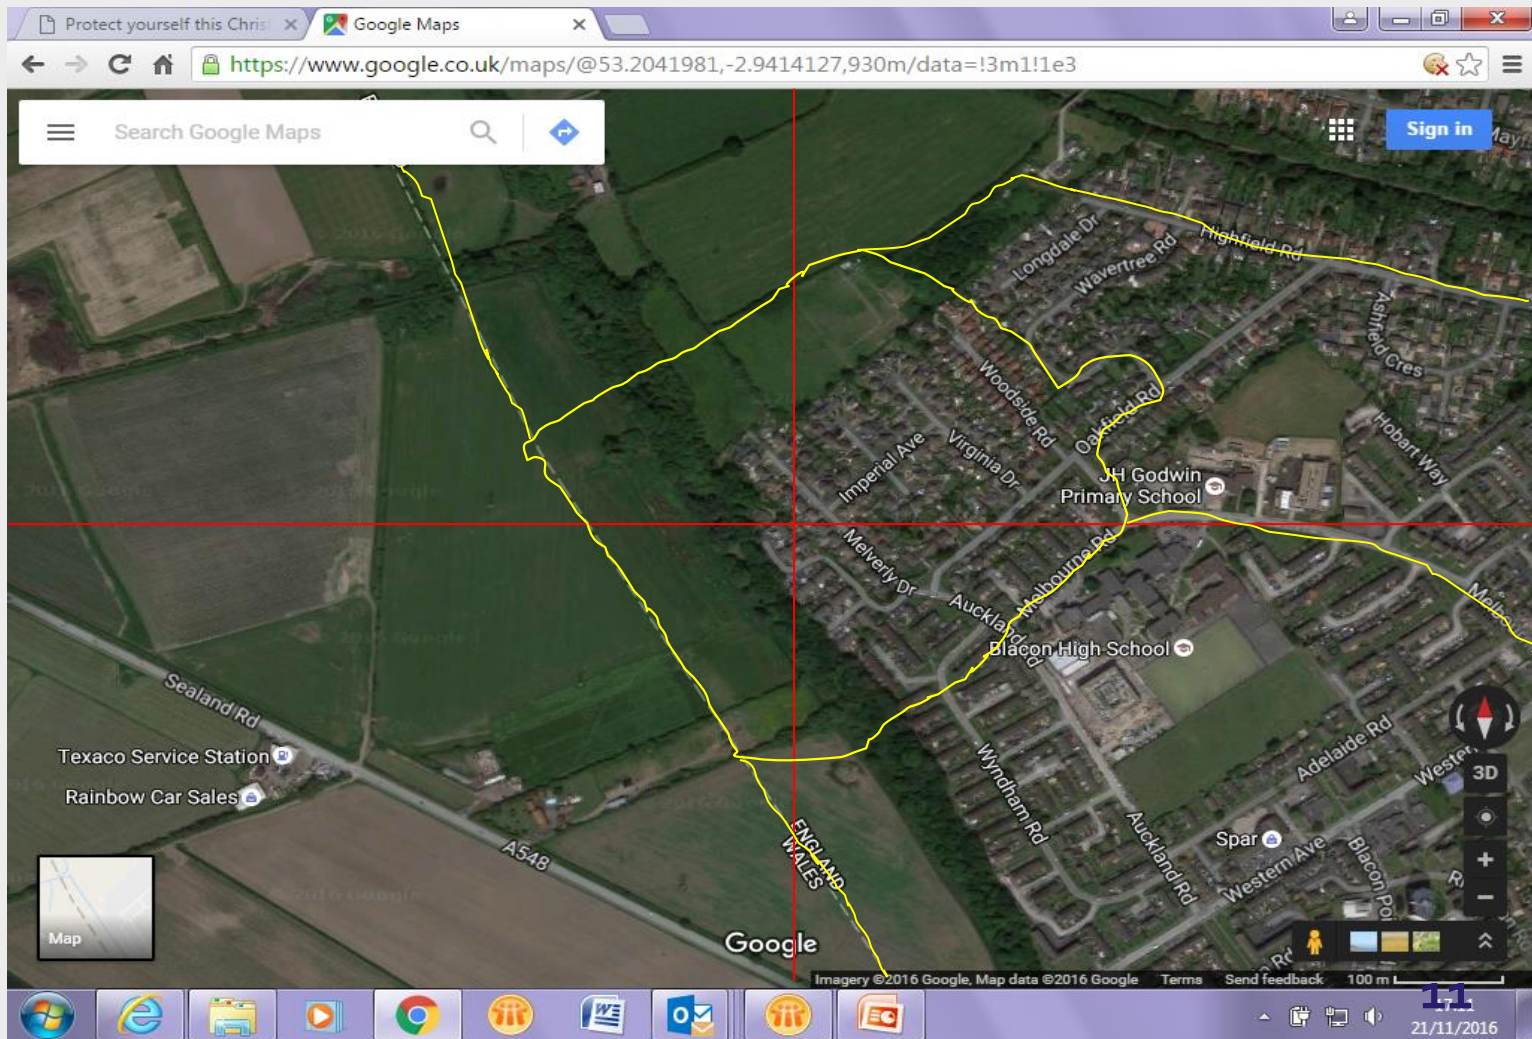 Protect yourself this Chris
Google Maps
https://www.google.co.uk/maps/@53.2041981,-2.9414127,930m/data=!3m1!1e3
Search Google Maps
Sign in
Longdale Dr
Wavertree Rd
Highfield Rd
Ashfield Cres
Woodside Rd
Oakfield Rd
Hobart Way
Imperial Ave
Virginia Dr
JH Godwin
Primary School
Melverly Dr
Melbourne Rd
Auckland Rd
Blacon High School
Sealand Rd
Texaco Service Station
Rainbow Car Sales
Adelaide Rd
Wyndham Rd
3D
ENGLAND
WALES
Auckland Rd
Spar
Western Ave
A548
Map
Google
Imagery ©2016 Google, Map data ©2016 Google Terms Send feedback 100 m
11
17:11
21/11/2016